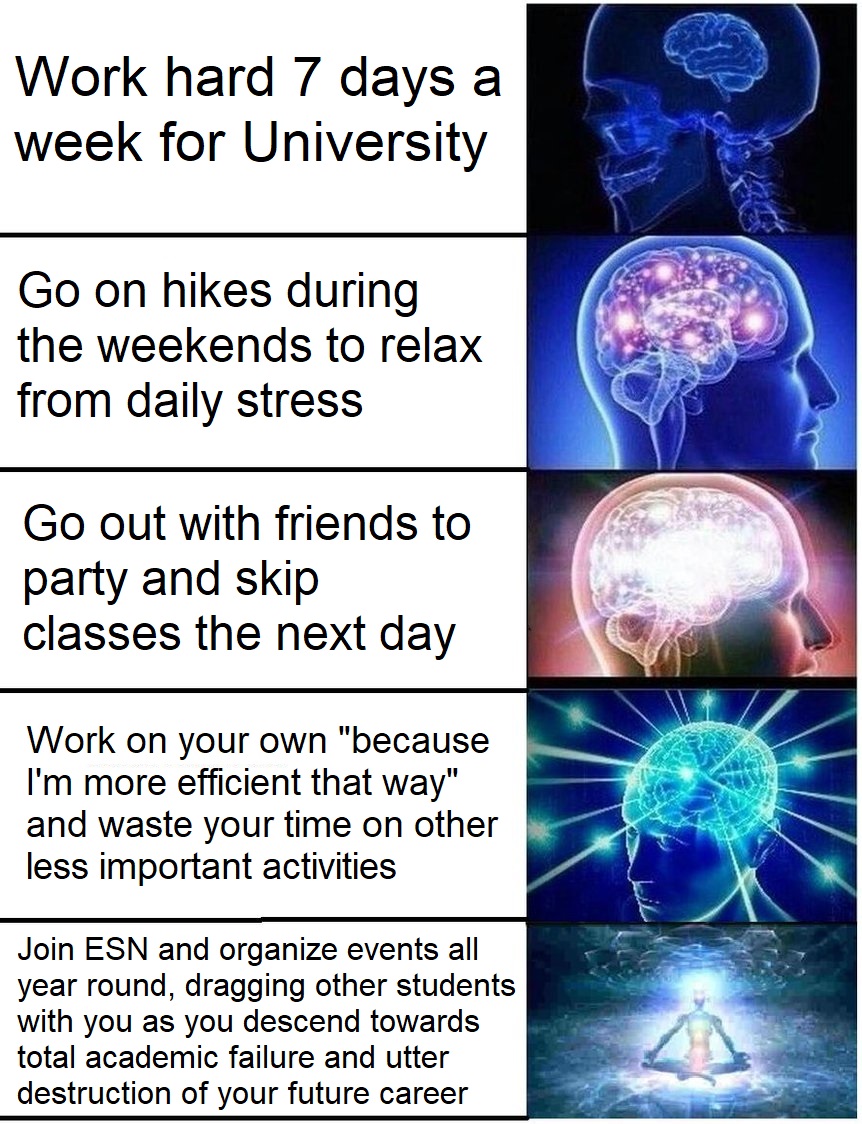 Work hard 7 days a
week for University
Go on hikes during
the weekends to relax
from daily stress
Go out with friends to
party and skip
classes the next day
Work on your own "because
I'm more efficient that way"
and waste your time on other
less important activities
Join ESN and organize events all
year round, dragging other students
with you as you descend towards
total academic failure and utter
destruction of your future career